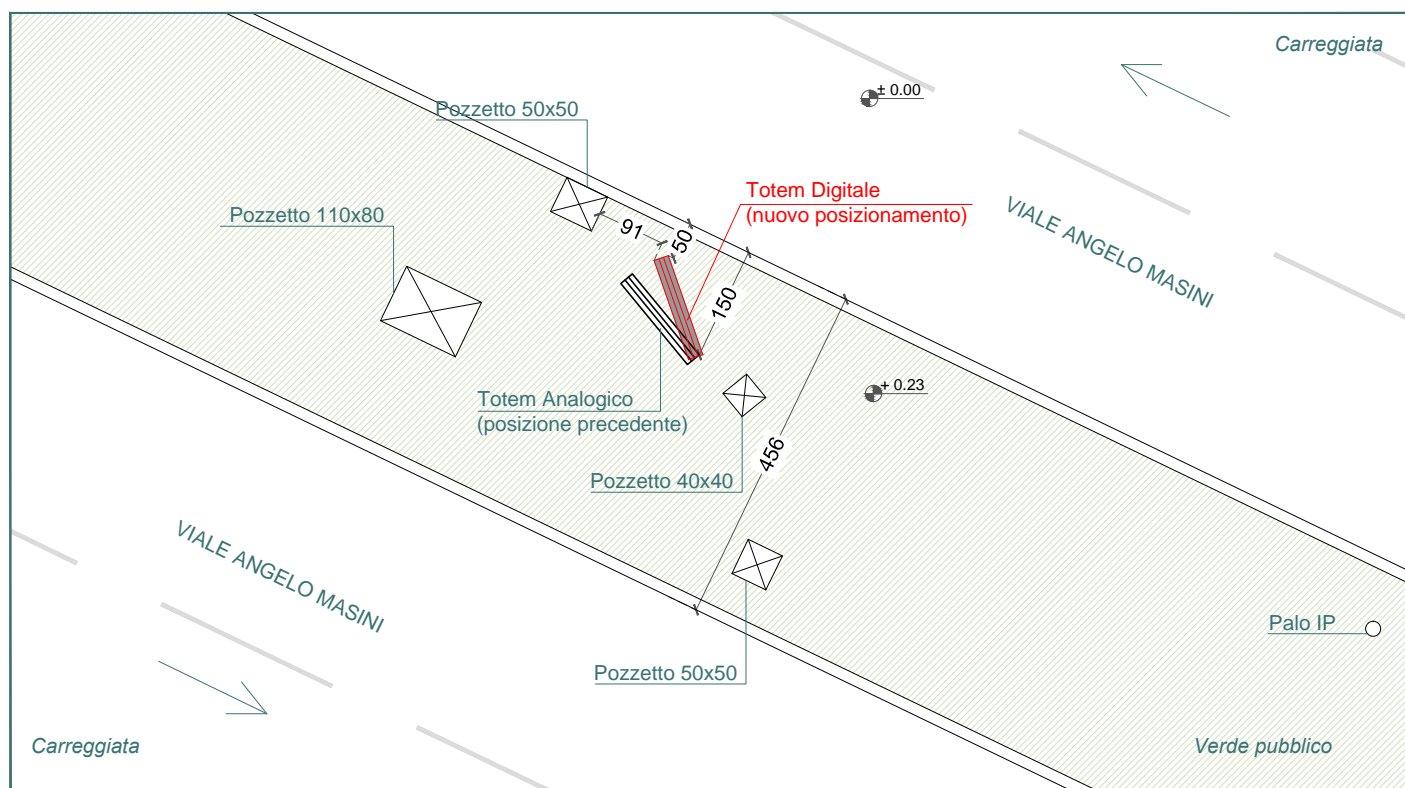 Carreggiata
± 0.00
Pozzetto 50x50
Totem Digitale
(nuovo posizionamento)
Pozzetto 110x80
91
50
VIALE ANGELO MASINI
150
+ 0.23
Totem Analogico
(posizione precedente)
456
Pozzetto 40x40
VIALE ANGELO MASINI
Palo IP
Pozzetto 50x50
Carreggiata
Verde pubblico